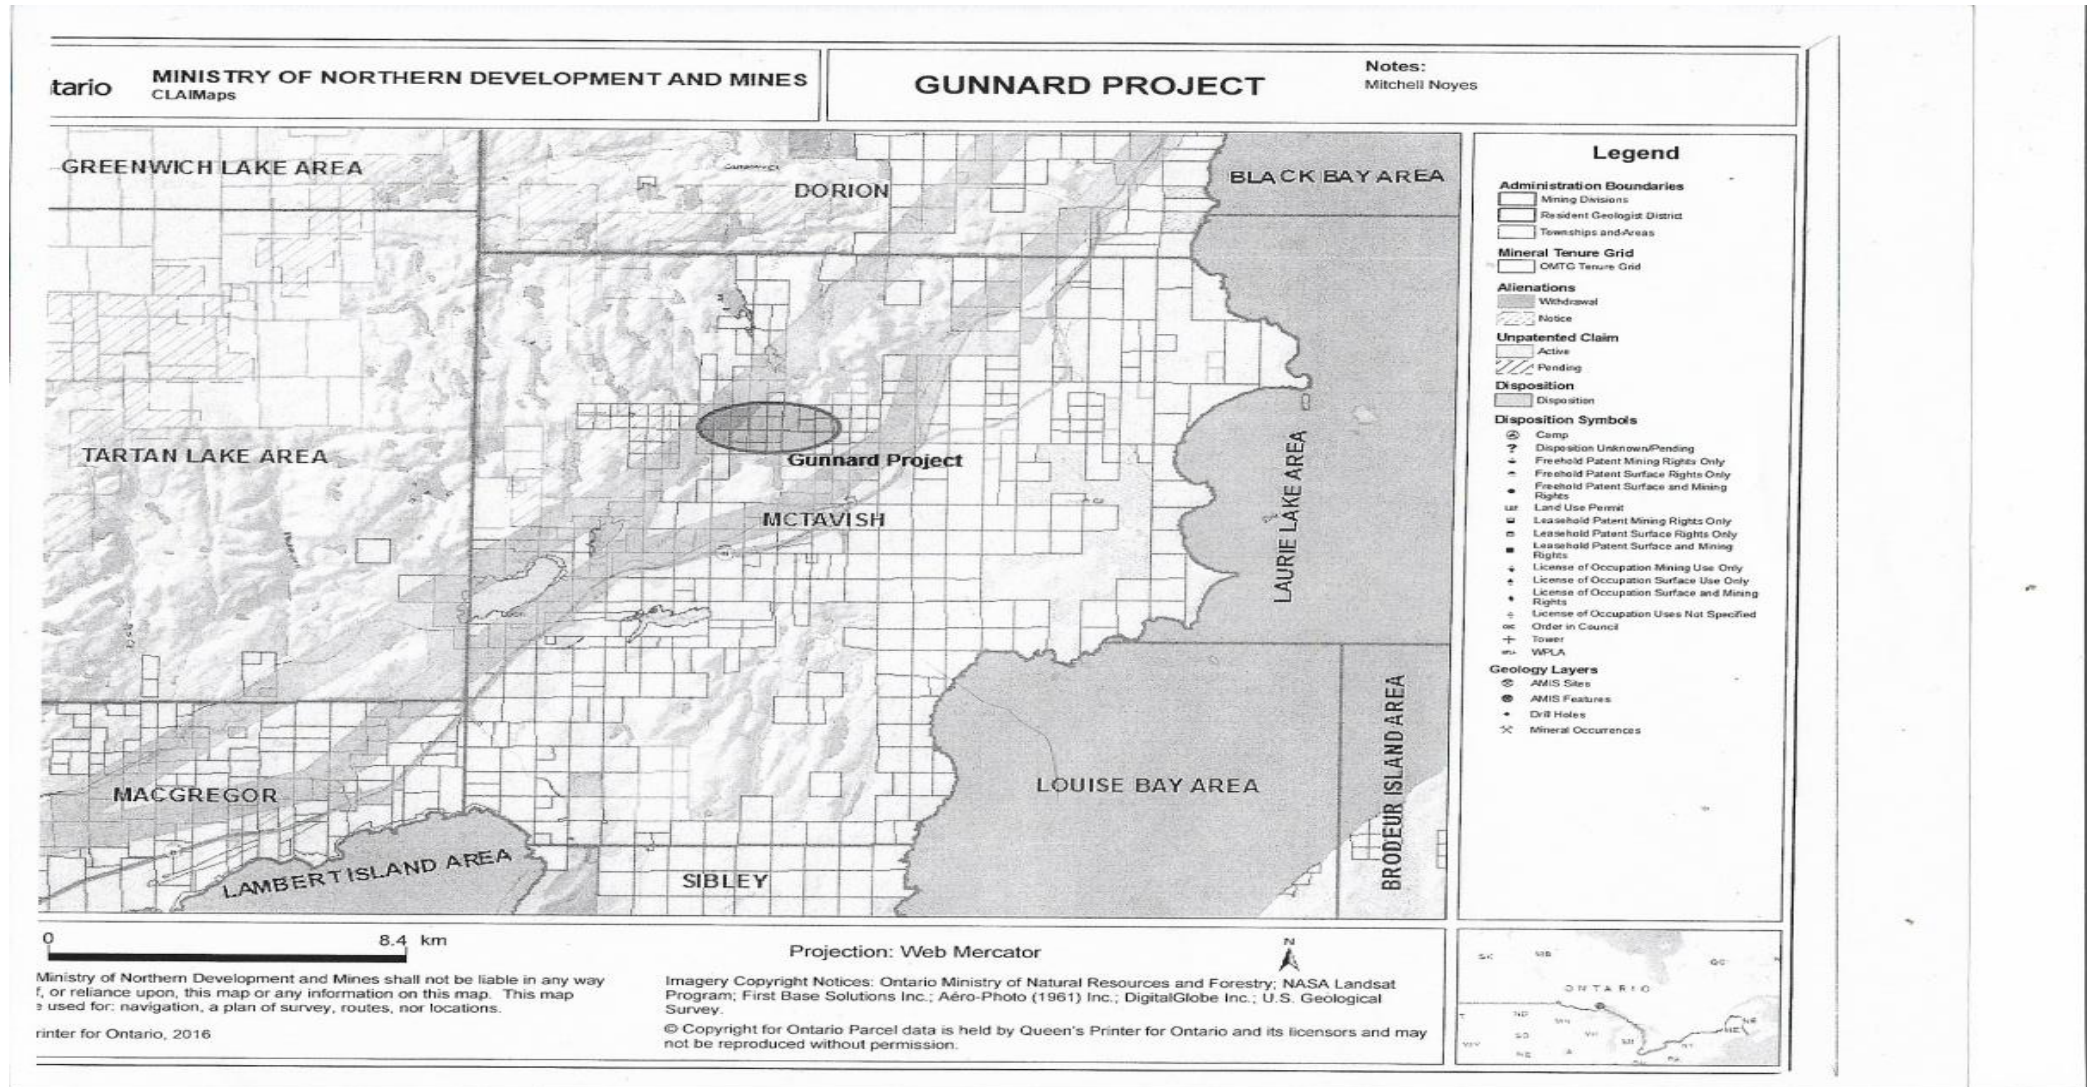 tario
MINISTRY OF NORTHERN DEVELOPMENT AND MINES
CLAIMaps
GUNNARD PROJECT
Notes:
Mitchell Noyes
GREENWICH LAKE AREA
DORION
BLACK BAY AREA
TARTAN LAKE AREA
Gunnard Project
MCTAVISH
LAURIE LAKE AREA
MACGREGOR
LOUISE BAY AREA
BRODEUR ISLAND AREA
LAMBERT ISLAND AREA
SIBLEY
Legend
Administration Boundaries
Mining Divisions
Resident Geologist District
Townships and Areas
Mineral Tenure Grid
OMTG Tenure Grid
Alienations
Withdrawal
Notice
Unpatented Claim
Active
Pending
Disposition
Disposition
Disposition Symbols
Camp
? Disposition Unknown/Pending
Freehold Patent Mining Rights Only
Freehold Patent Surface Rights Only
Freehold Patent Surface and Mining
Rights
LUP Land Use Permit
Leasehold Patent Mining Rights Only
Leasehold Patent Surface Rights Only
Leasehold Patent Surface and Mining
Rights
License of Occupation Mining Use Only
License of Occupation Surface Use Only
License of Occupation Surface and Mining
Rights
License of Occupation Uses Not Specified
OIC Order in Council
Tower
WPLA
Geology Layers
AMIS Sites
AMIS Features
Drill Holes
Mineral Occurrences
0
8.4 km
Projection: Web Mercator
N
Ministry of Northern Development and Mines shall not be liable in any way
f, or reliance upon, this map or any information on this map. This map
e used for: navigation, a plan of survey, routes, nor locations.
rinter for Ontario, 2016
Imagery Copyright Notices: Ontario Ministry of Natural Resources and Forestry; NASA Landsat
Program; First Base Solutions Inc.; Aéro-Photo (1961) Inc.; DigitalGlobe Inc.; U.S. Geological
Survey.
© Copyright for Ontario Parcel data is held by Queen's Printer for Ontario and its licensors and may
not be reproduced without permission.
ONTARIO